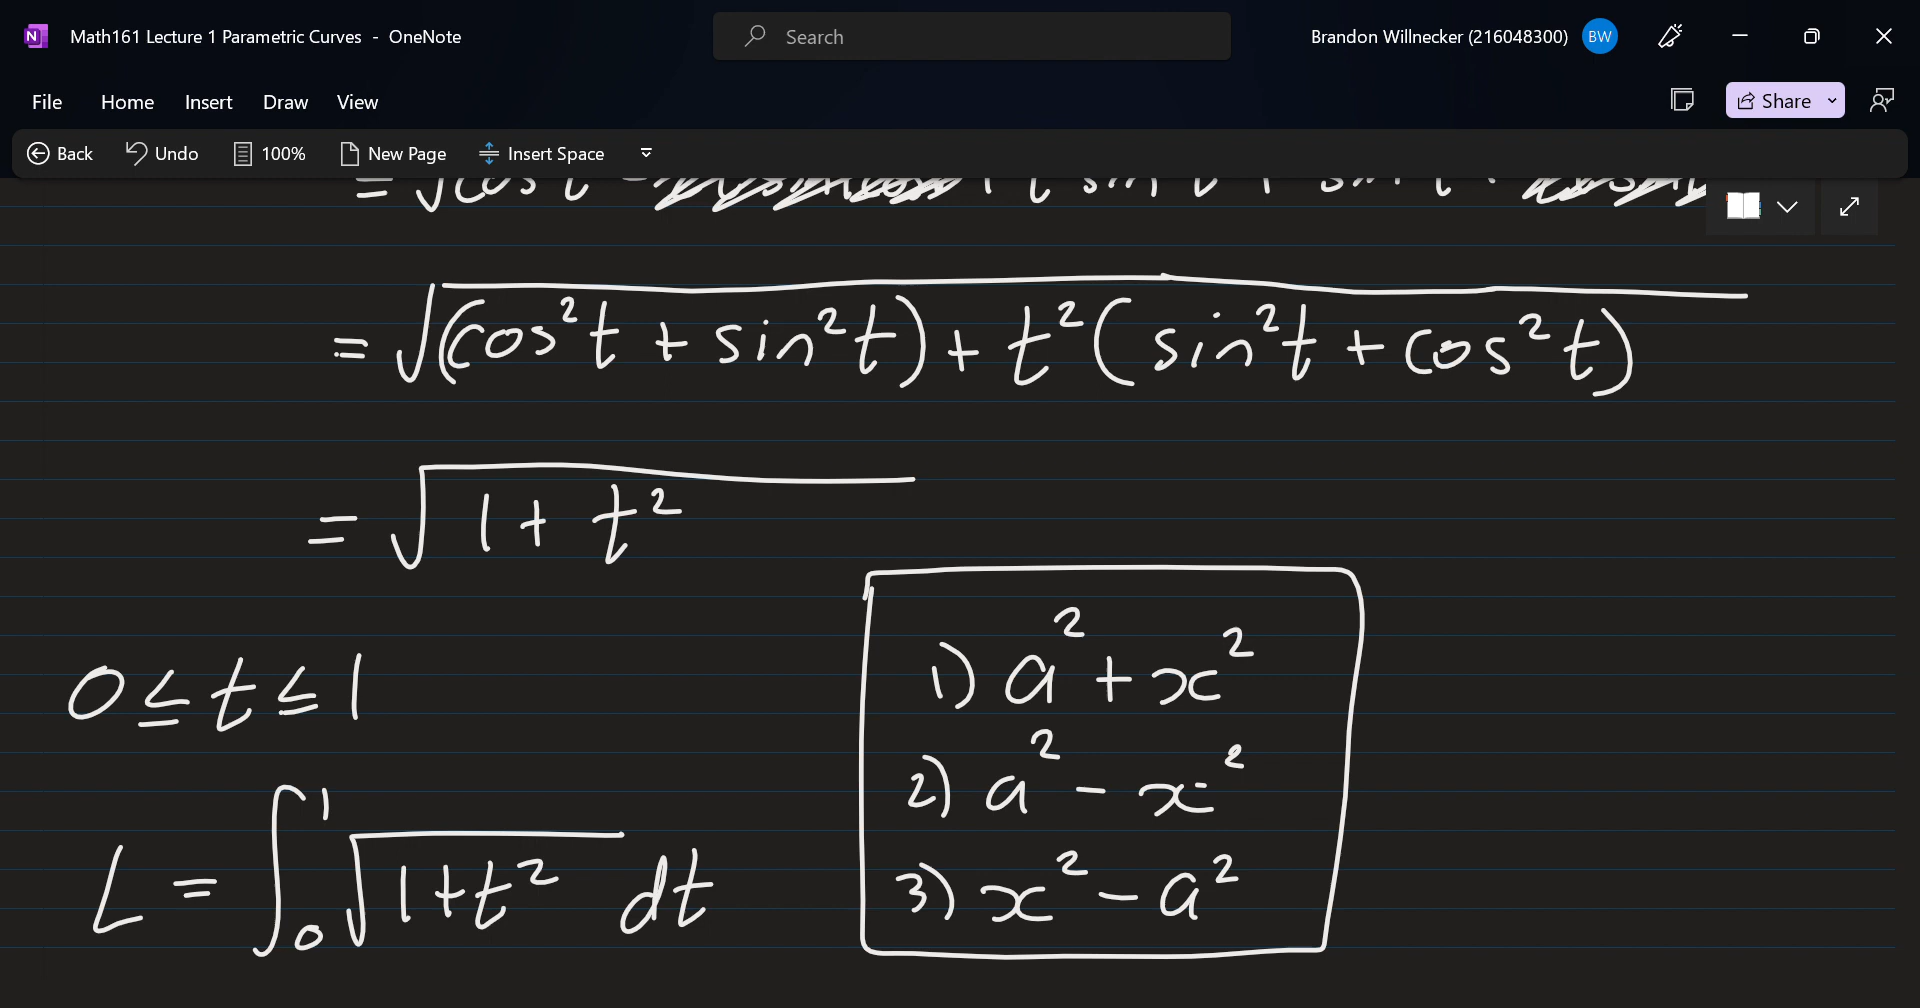 Math161 Lecture 1 Parametric Curves - OneNote
Search
Brandon Willnecker (216048300)
BW
File Home Insert Draw View
Share
Back Undo 100% New Page Insert Space
= √(cos²t + sin²t) + t²(sin²t + cos²t)
= √1 + t²
0 ≤ t ≤ 1
L = ∫₀¹ √1+t² dt
1) a² + x²
2) a² - x²
3) x² - a²